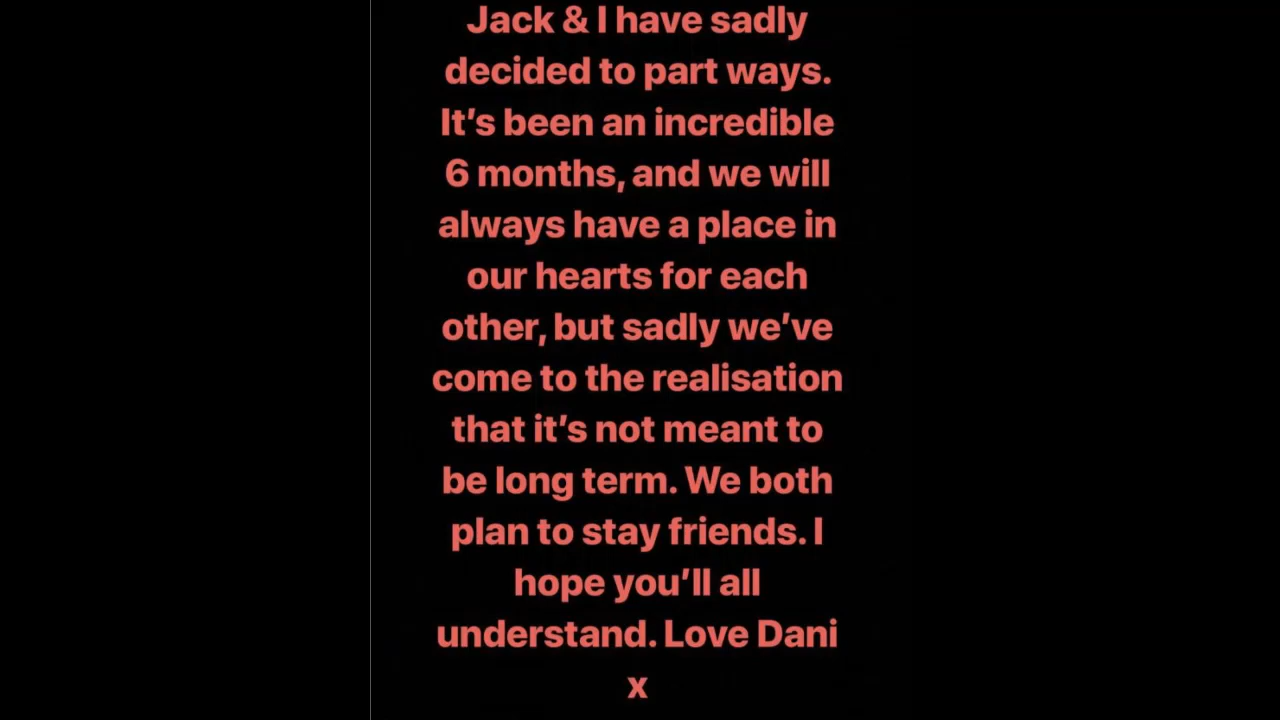 Jack & I have sadly
decided to part ways.
It’s been an incredible
6 months, and we will
always have a place in
our hearts for each
other, but sadly we’ve
come to the realisation
that it’s not meant to
be long term. We both
plan to stay friends. I
hope you’ll all
understand. Love Dani
x